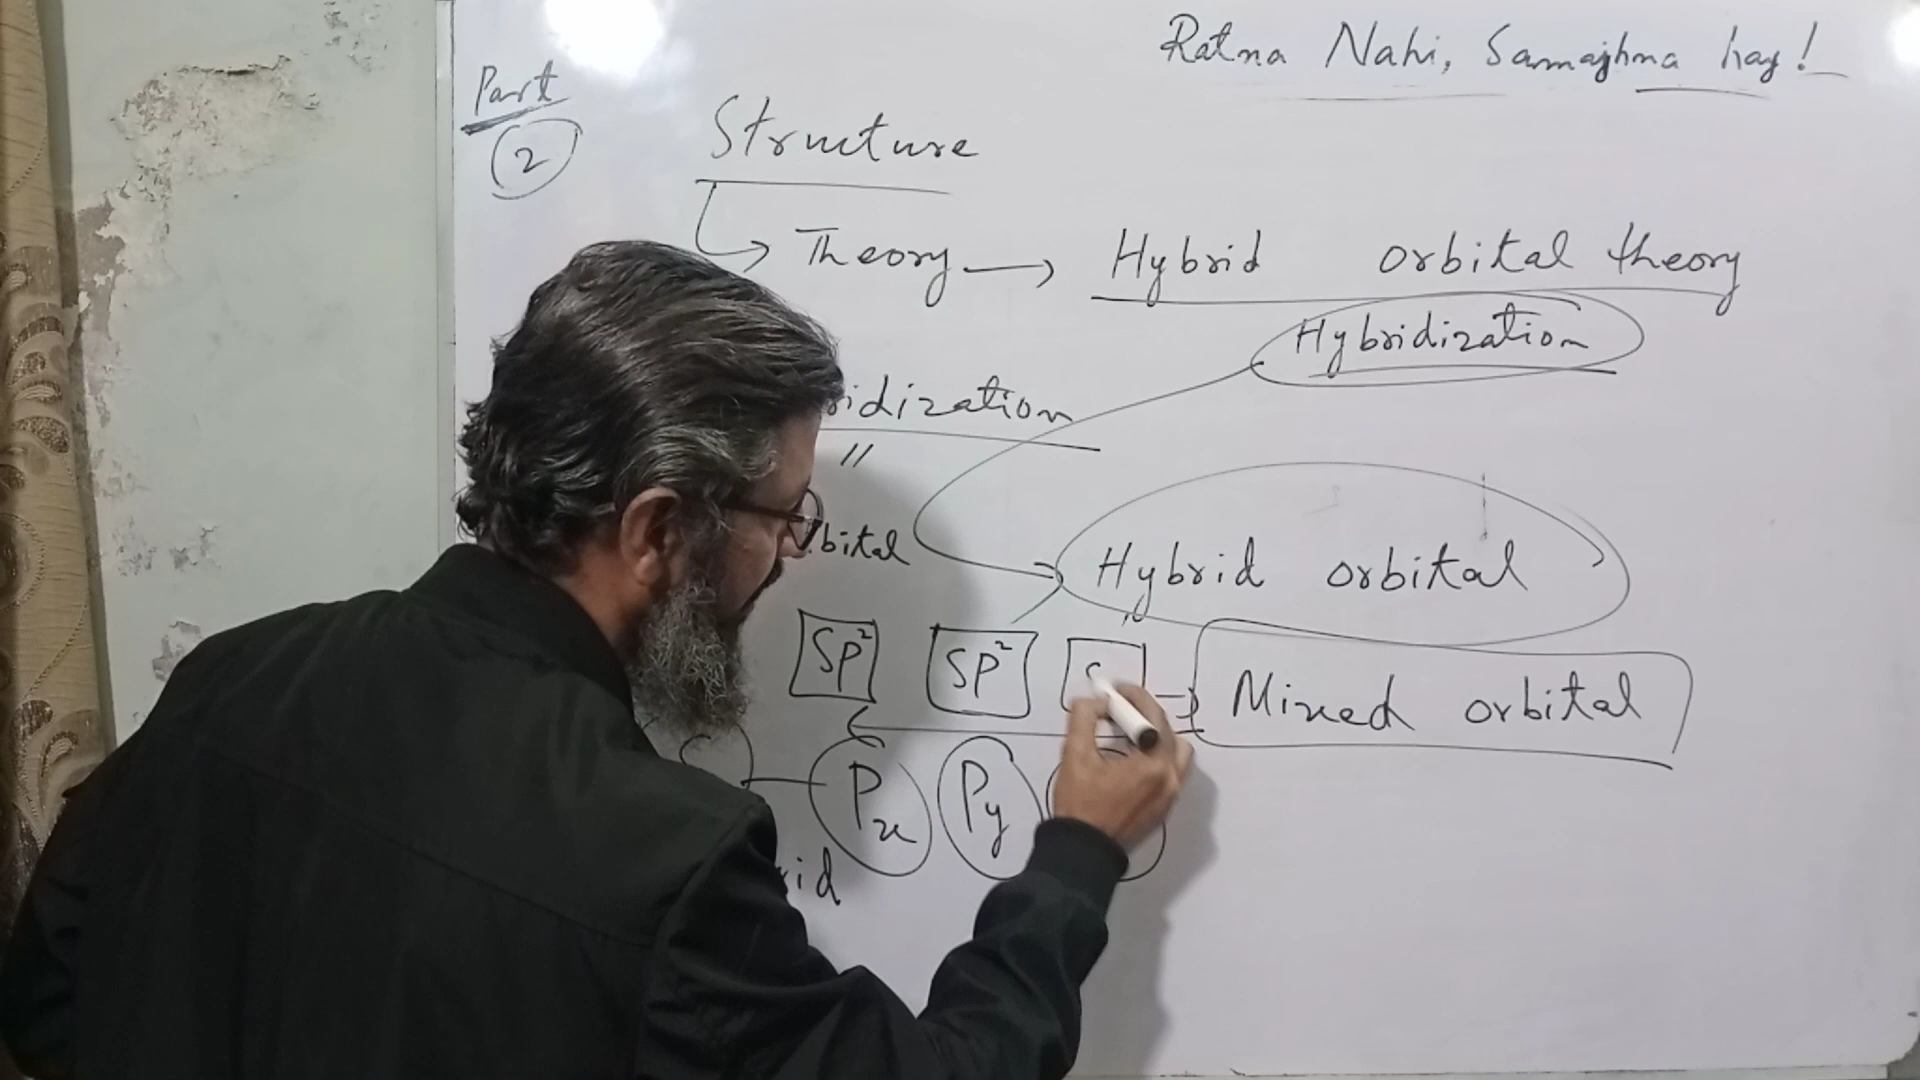 Ratna Nahi, Samajhna hay!
Part
2
Structure
Theory → Hybrid orbital theory
Hybridization
ridization
"
bital
Hybrid orbital
SP² SP² S
Mixed orbital
Px Py
rid